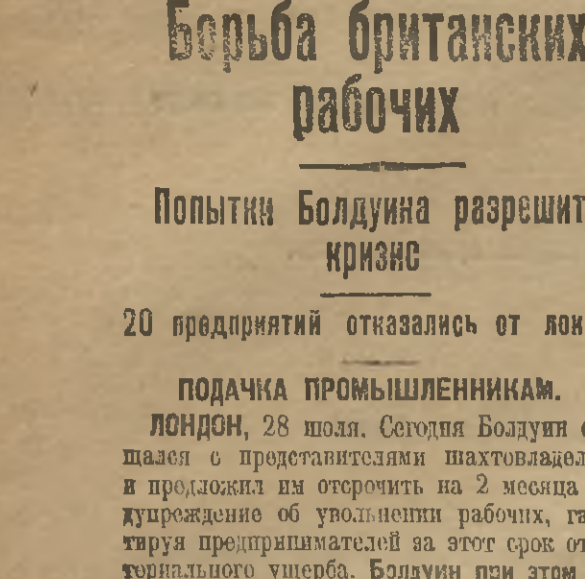 Борьба британских
рабочих
Попытки Болдуина разрешит
кризис
20 предприятий отказались от лок
ПОДАЧКА ПРОМЫШЛЕННИКАМ.
ЛОНДОН, 28 июля. Сегодня Болдуин с
щался с представителями шахтовладел
и предложил им отсрочить на 2 месяца
дупреждение об увольнении рабочих, га
тируя предпринимателей за этот срок от
териального ущерба. Болдуин при этом